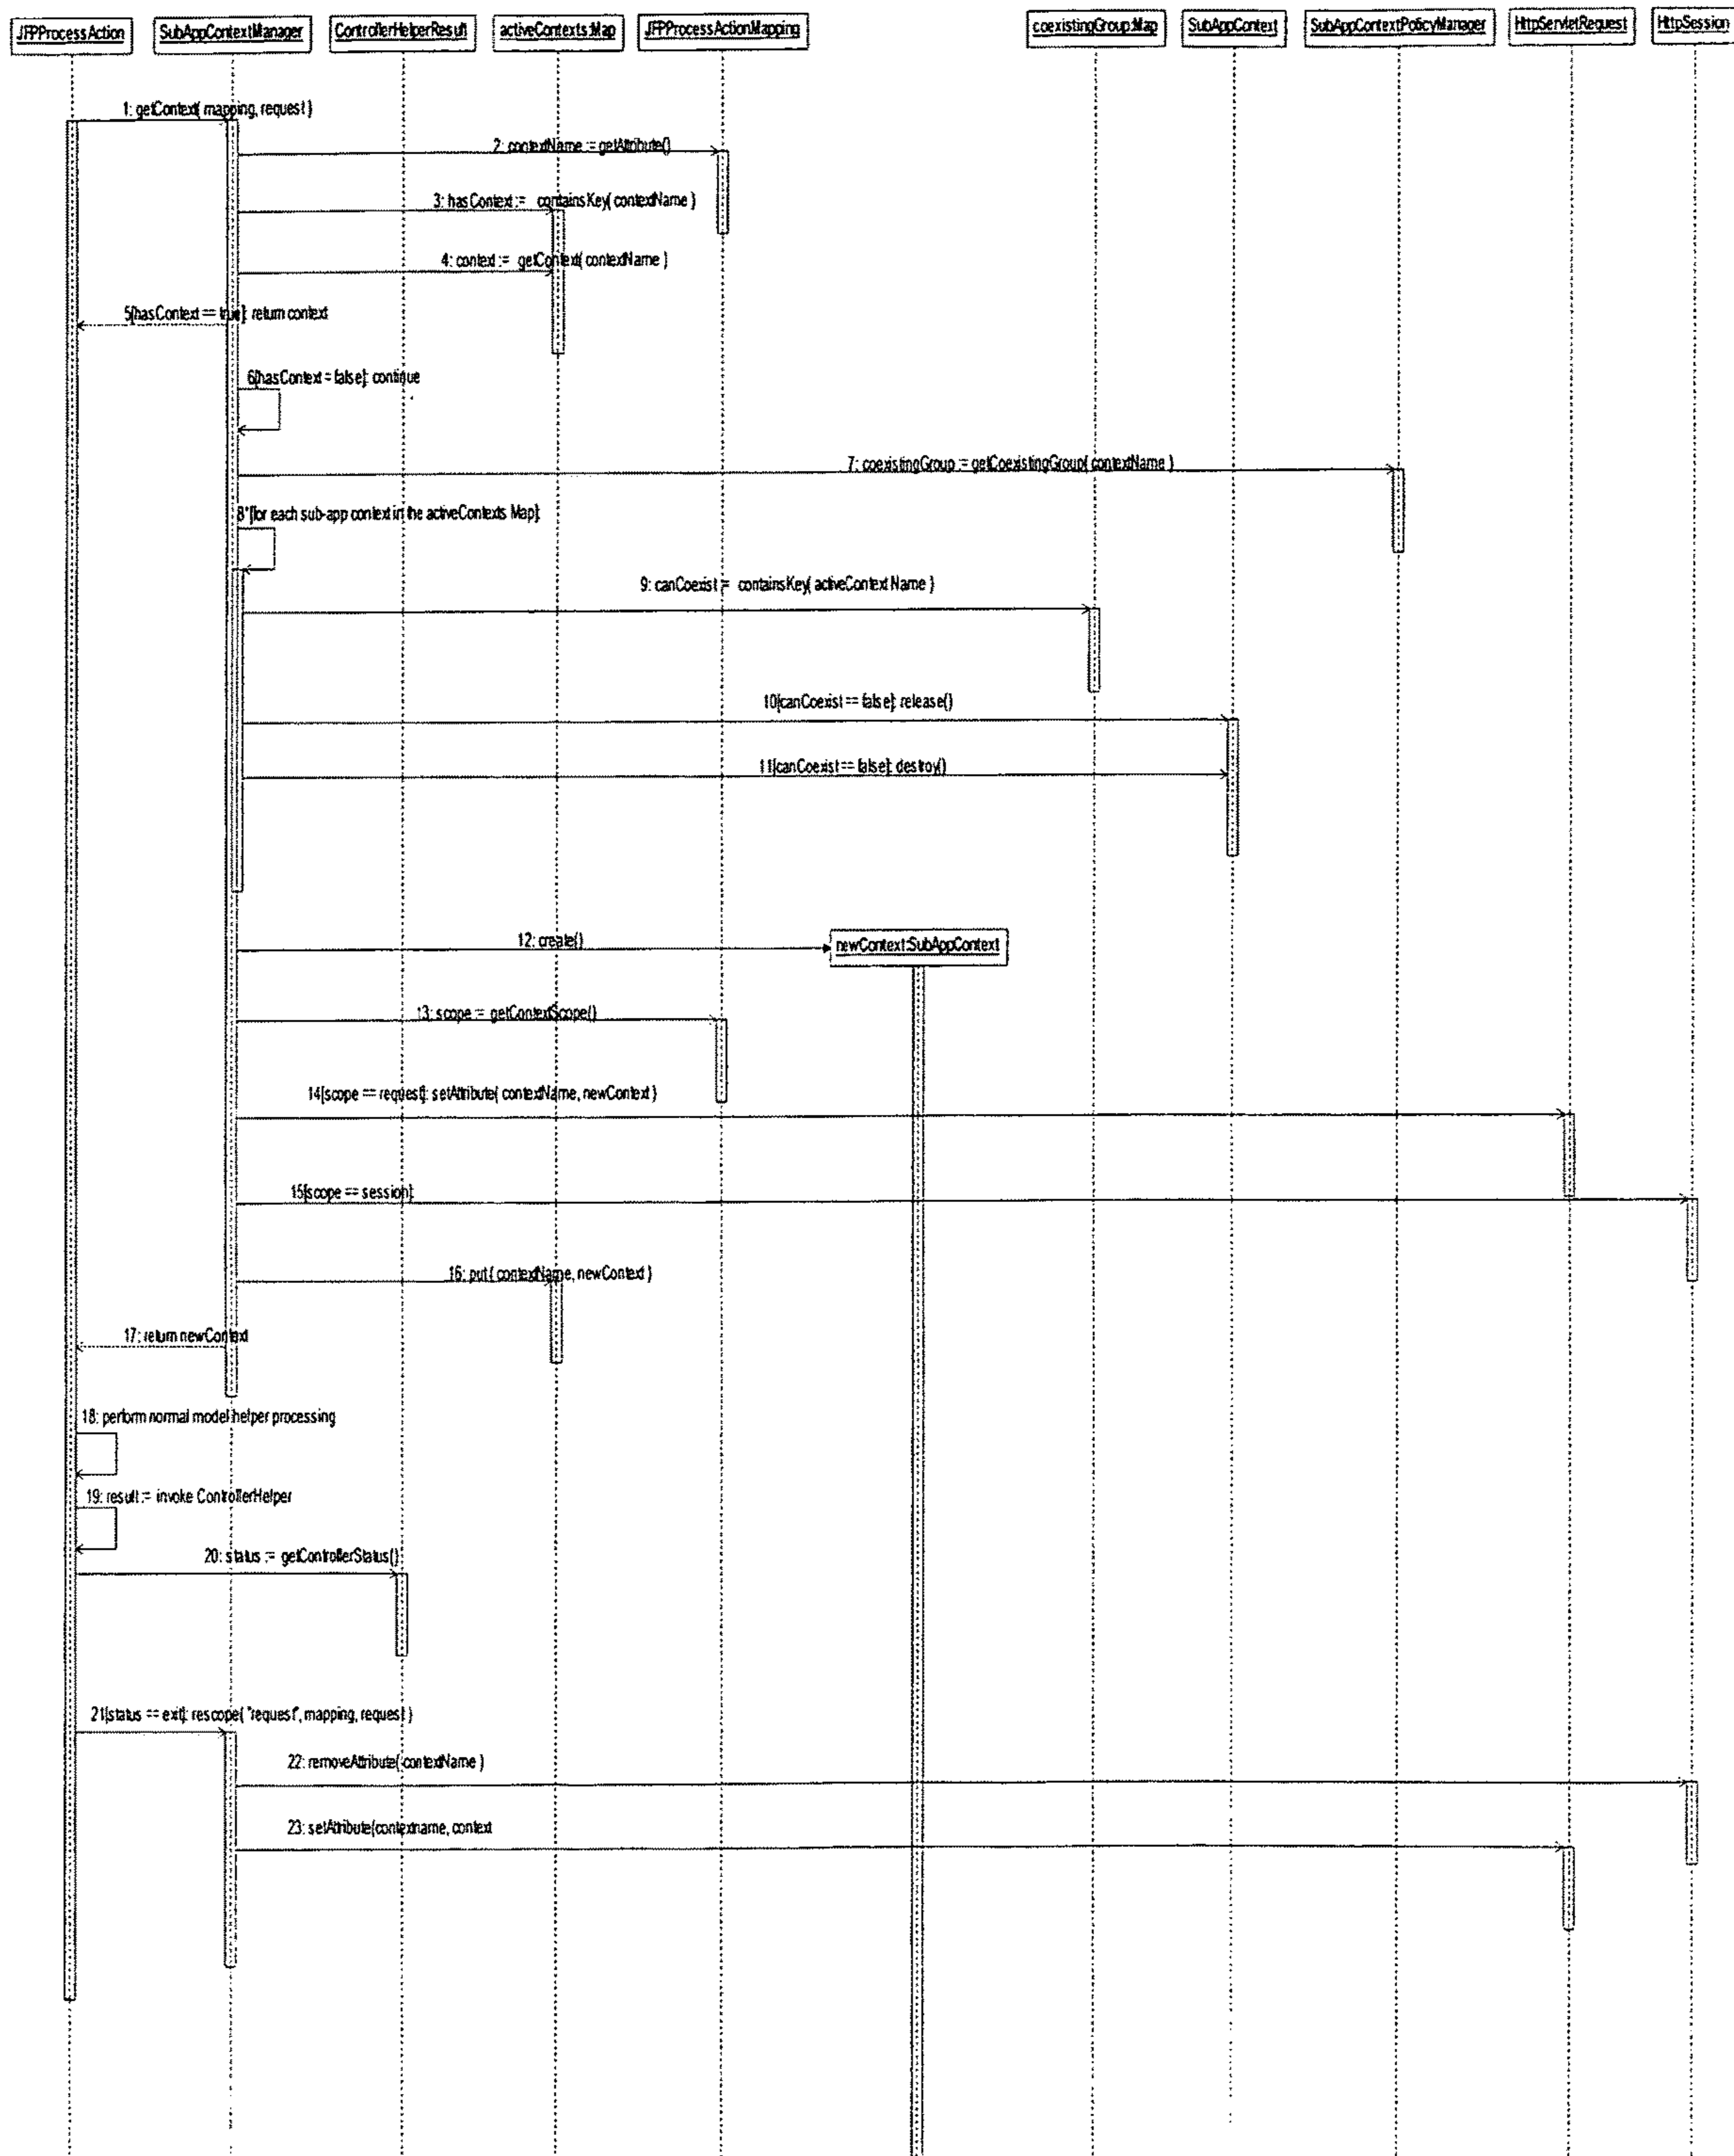 JFPProcessAction
SubAppContextManager
ControllerHelperResult
activeContexts:Map
JFPProcessActionMapping
coexistingGroup:Map
SubAppContext
SubAppContextPolicyManager
HttpServletRequest
HttpSession
1: getContext( mapping, request )
2: contextName := getAttribute()
3: hasContext := containsKey( contextName )
4: context := getContext( contextName )
5[hasContext == true]: return context
6[hasContext = false]: continue
7: coexistingGroup := getCoexistingGroup( contextName )
8*[for each sub-app context in the activeContexts Map]:
9: canCoexist := containsKey( activeContextName )
10[canCoexist == false]: release()
11[canCoexist == false]: destroy()
12: create()
newContext:SubAppContext
13: scope := getContextScope()
14[scope == request]: setAttribute( contextName, newContext )
15[scope == session]:
16: put ( contextName, newContext )
17: return newContext
18: perform normal model helper processing
19: result := invoke ControllerHelper
20: status := getControllerStatus()
21[status == exit]: rescope( "request", mapping, request )
22: removeAttribute( contextName )
23: setAttribute(contextname, context